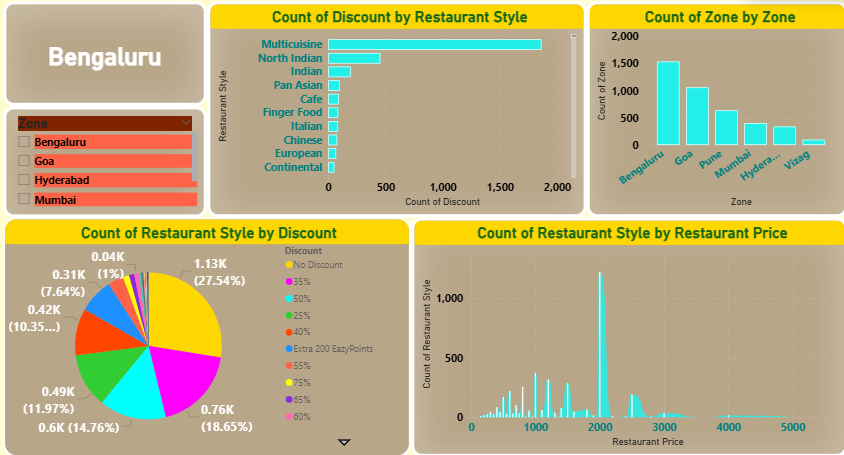 Bengaluru
Zone
Bengaluru
Goa
Hyderabad
Mumbai
Count of Discount by Restaurant Style
Restaurant Style
Multicuisine
North Indian
Indian
Pan Asian
Cafe
Finger Food
Italian
Chinese
European
Continental
0 500 1,000 1,500 2,000
Count of Discount
Count of Zone by Zone
Count of Zone
2,000
1,500
1,000
500
0
Bengaluru Goa Pune Mumbai Hydera... Vizag
Zone
Count of Restaurant Style by Discount
0.04K
(1%)
0.31K
(7.64%)
0.42K
(10.35...)
0.49K
(11.97%)
0.6K (14.76%)
0.76K
(18.65%)
1.13K
(27.54%)
Discount
No Discount
35%
50%
25%
40%
Extra 200 EazyPoints
55%
75%
65%
60%
Count of Restaurant Style by Restaurant Price
Count of Restaurant Style
1,000
500
0
0 1000 2000 3000 4000 5000
Restaurant Price